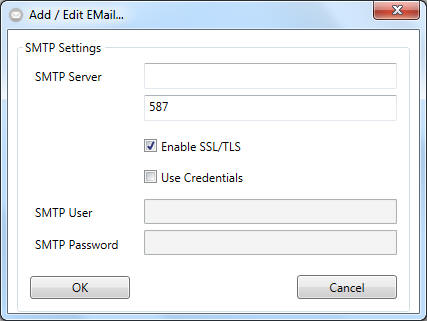 Add / Edit EMail...
SMTP Settings
SMTP Server
587
Enable SSL/TLS
Use Credentials
SMTP User
SMTP Password
OK Cancel